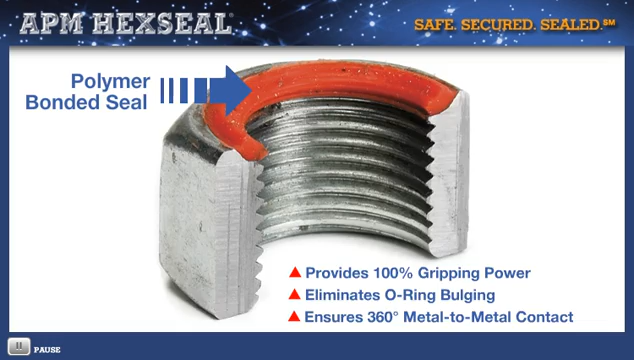 APM HEXSEAL®
SAFE. SECURED. SEALED.℠
Polymer
Bonded Seal
▲ Provides 100% Gripping Power
▲ Eliminates O-Ring Bulging
▲ Ensures 360° Metal-to-Metal Contact
PAUSE